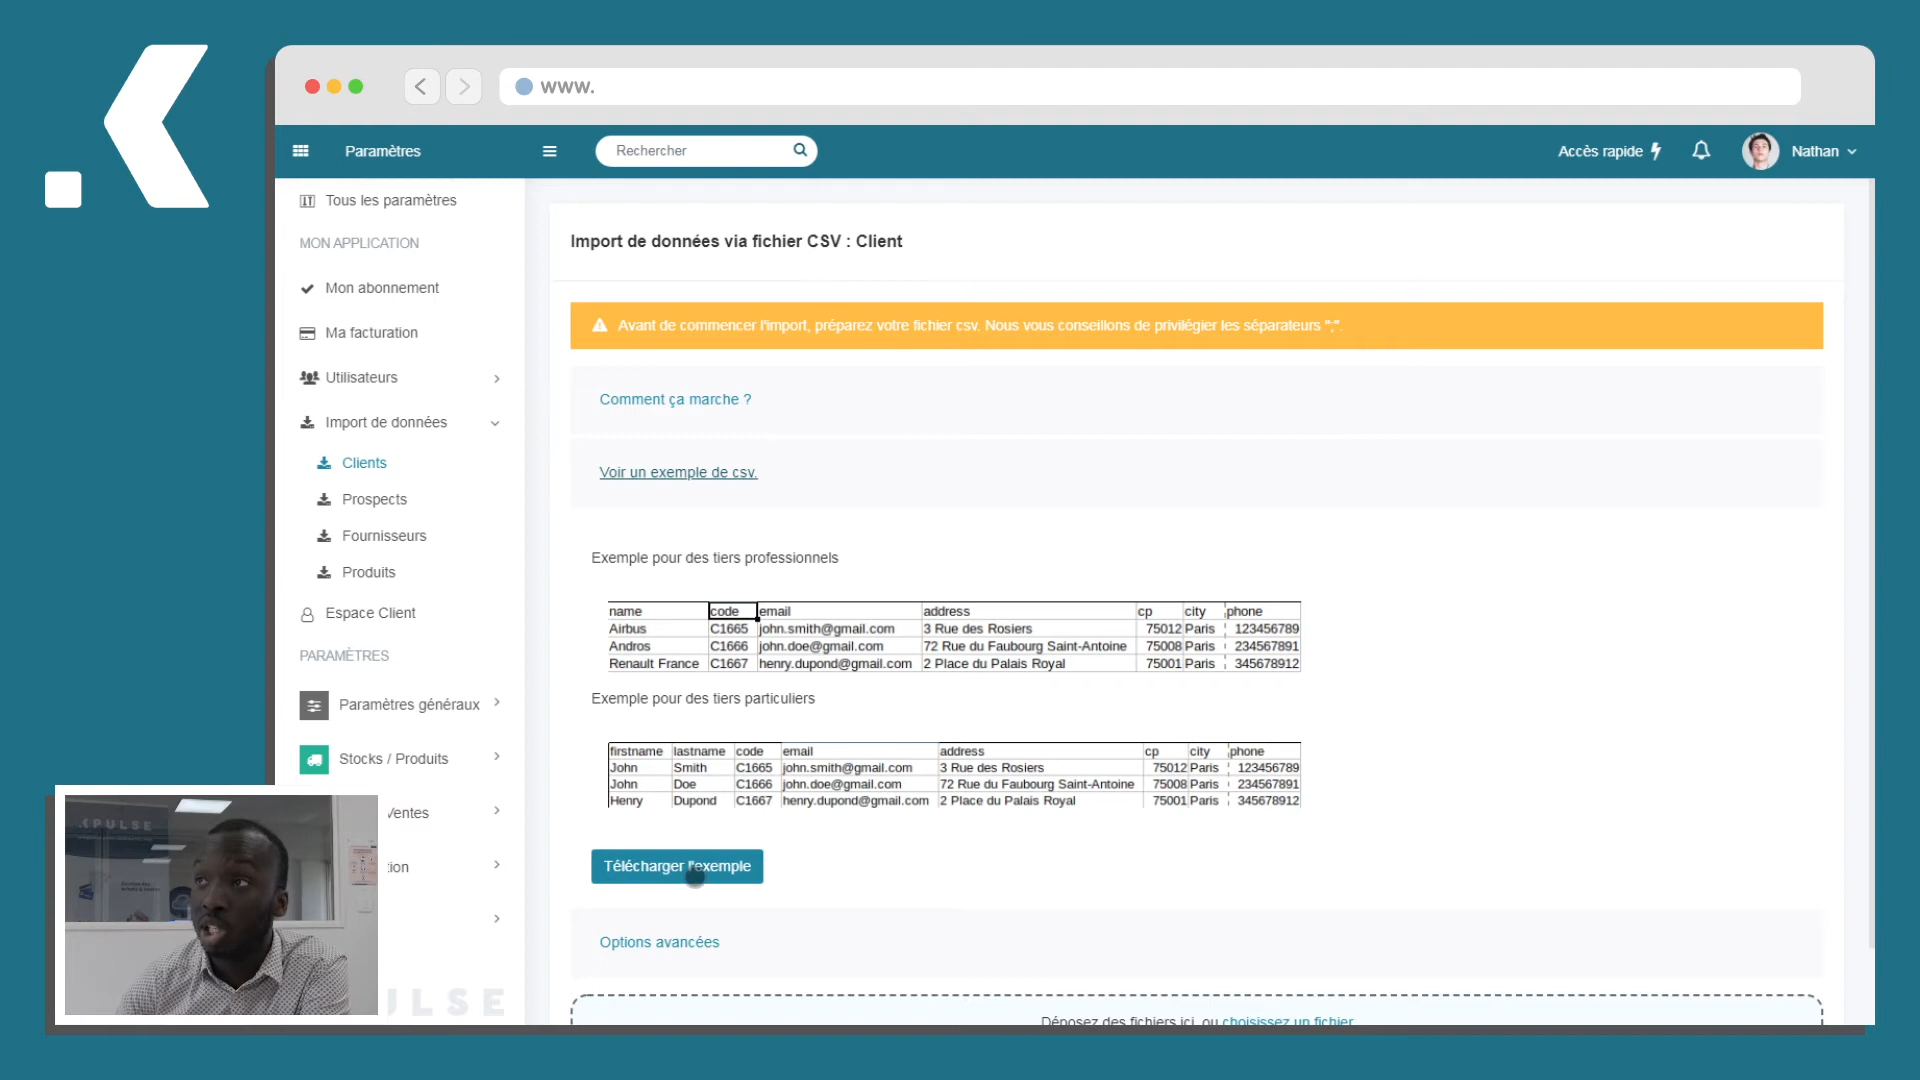 www.
Paramètres
Rechercher
Accès rapide
Nathan
Tous les paramètres
MON APPLICATION
Mon abonnement
Ma facturation
Utilisateurs
Import de données
Clients
Prospects
Fournisseurs
Produits
Espace Client
PARAMÈTRES
Paramètres généraux
Stocks / Produits
Ventes
tion
ULSE
Import de données via fichier CSV : Client
Avant de commencer l'import, préparez votre fichier csv. Nous vous conseillons de privilégier les séparateurs ";".
Comment ça marche ?
Voir un exemple de csv.
Exemple pour des tiers professionnels
name code email address cp city phone
Airbus C1665 john.smith@gmail.com 3 Rue des Rosiers 75012 Paris 123456789
Andros C1666 john.doe@gmail.com 72 Rue du Faubourg Saint-Antoine 75008 Paris 234567891
Renault France C1667 henry.dupond@gmail.com 2 Place du Palais Royal 75001 Paris 345678912
Exemple pour des tiers particuliers
firstname lastname code email address cp city phone
John Smith C1665 john.smith@gmail.com 3 Rue des Rosiers 75012 Paris 123456789
John Doe C1666 john.doe@gmail.com 72 Rue du Faubourg Saint-Antoine 75008 Paris 234567891
Henry Dupond C1667 henry.dupond@gmail.com 2 Place du Palais Royal 75001 Paris 345678912
Télécharger l'exemple
Options avancées
Déposez des fichiers ici, ou choisissez un fichier
PULSE